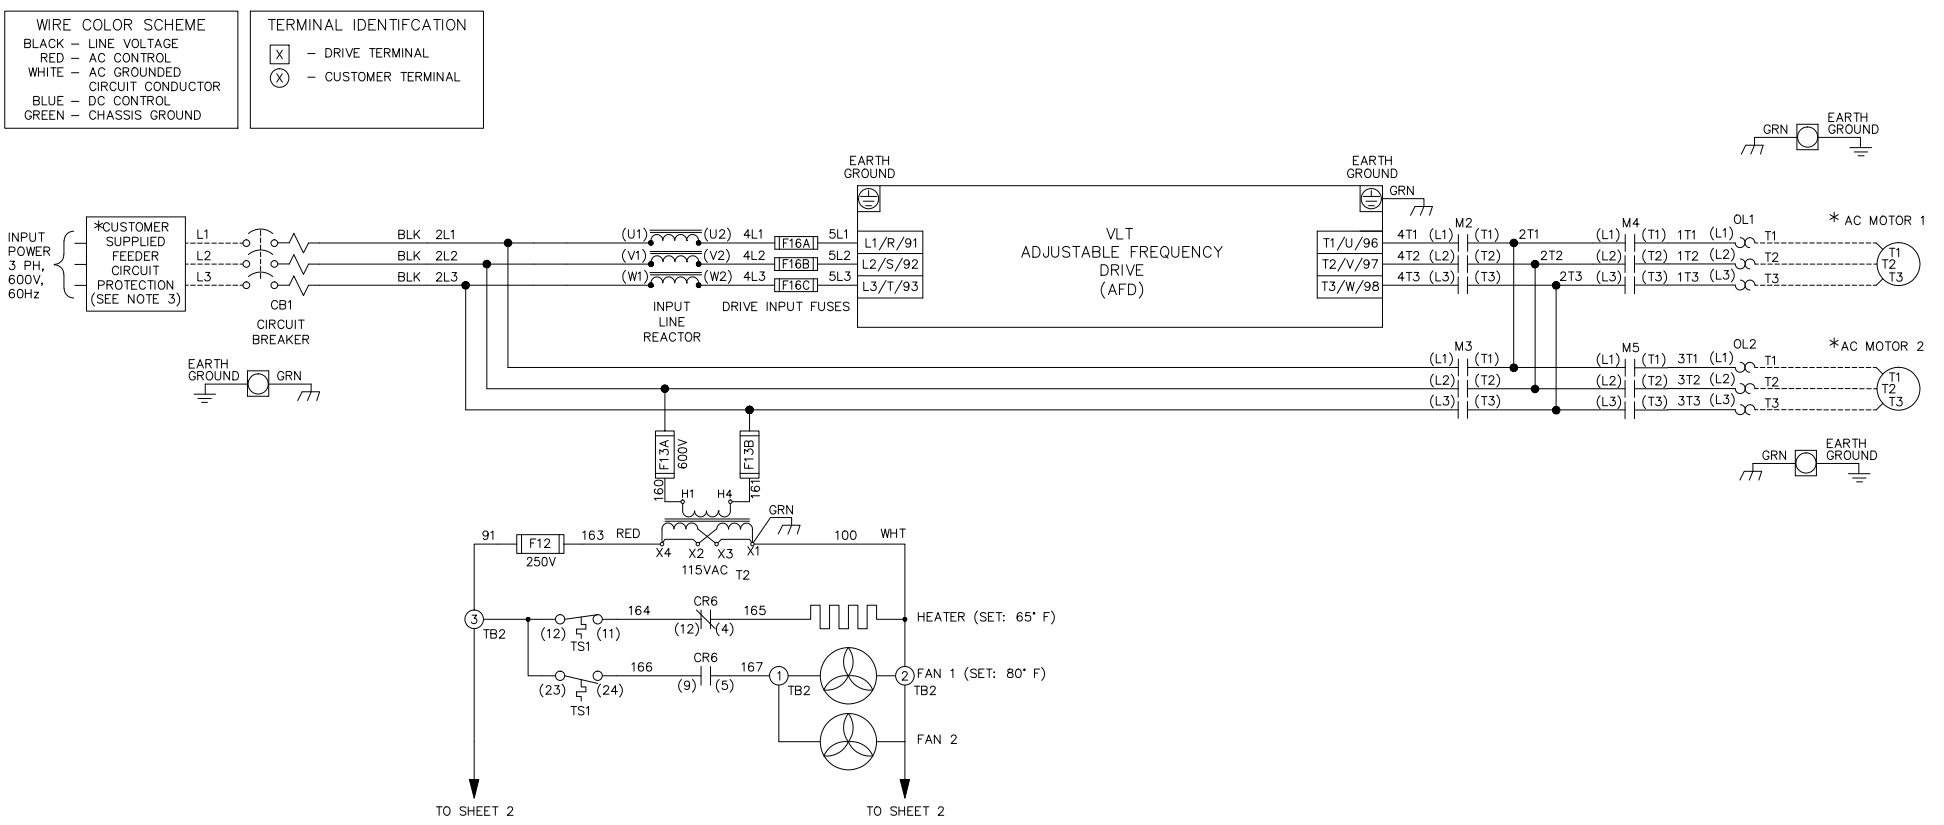 WIRE COLOR SCHEME
BLACK – LINE VOLTAGE
RED – AC CONTROL
WHITE – AC GROUNDED
CIRCUIT CONDUCTOR
BLUE – DC CONTROL
GREEN – CHASSIS GROUND
TERMINAL IDENTIFCATION
X – DRIVE TERMINAL
X – CUSTOMER TERMINAL
GRN
EARTH
GROUND
INPUT
POWER
3 PH,
600V,
60Hz
*CUSTOMER
SUPPLIED
FEEDER
CIRCUIT
PROTECTION
(SEE NOTE 3)
L1
L2
L3
CB1
CIRCUIT
BREAKER
EARTH
GROUND
GRN
BLK 2L1
BLK 2L2
BLK 2L3
(U1) (U2) 4L1 F16A 5L1
(V1) (V2) 4L2 F16B 5L2
(W1) (W2) 4L3 F16C 5L3
INPUT
LINE
REACTOR
DRIVE INPUT FUSES
EARTH
GROUND
L1/R/91
L2/S/92
L3/T/93
VLT
ADJUSTABLE FREQUENCY
DRIVE
(AFD)
EARTH
GROUND
GRN
T1/U/96
T2/V/97
T3/W/98
M2
4T1 (L1) (T1) 2T1
4T2 (L2) (T2) 2T2
4T3 (L3) (T3) 2T3
M4
OL1
(L1) (T1) 1T1 (L1) T1
(L2) (T2) 1T2 (L2) T2
(L3) (T3) 1T3 (L3) T3
* AC MOTOR 1
T1
T2
T3
M3
(L1) (T1)
(L2) (T2)
(L3) (T3)
M5
OL2
(L1) (T1) 3T1 (L1) T1
(L2) (T2) 3T2 (L2) T2
(L3) (T3) 3T3 (L3) T3
*AC MOTOR 2
T1
T2
T3
GRN
EARTH
GROUND
F13A
600V
F13B
160
161
H1 H4
GRN
91 F12 163 RED
250V
X4 X2 X3 X1
115VAC T2
100 WHT
3
TB2
(12) (11)
TS1
164
CR6
(12) (4)
165
HEATER (SET: 65° F)
(23) (24)
TS1
166
CR6
(9) (5)
167
1
TB2
2
TB2
FAN 1 (SET: 80° F)
FAN 2
TO SHEET 2
TO SHEET 2